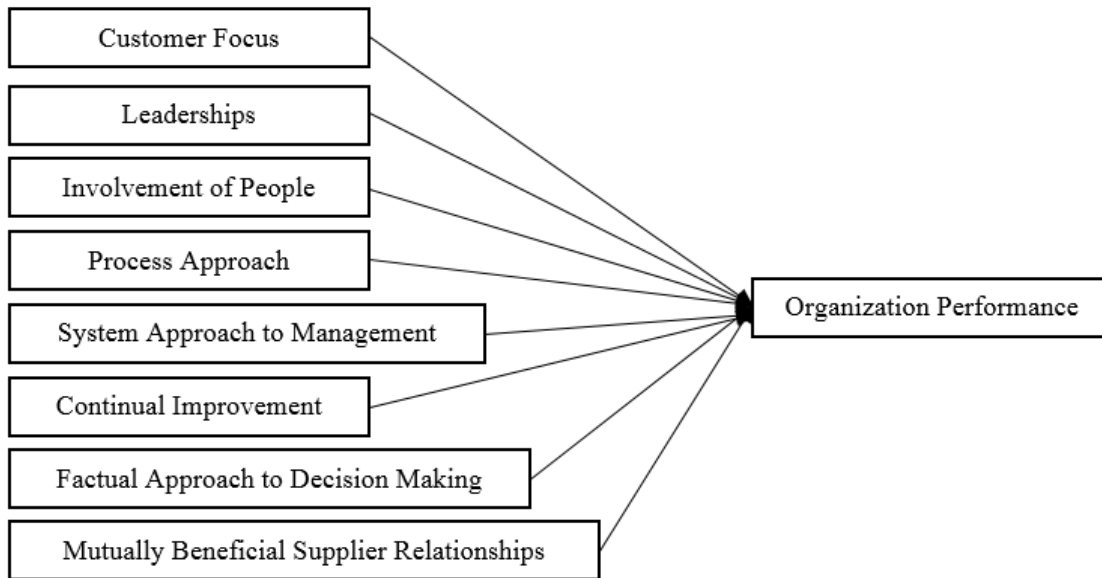 Customer Focus
Leaderships
Involvement of People
Process Approach
Organization Performance
System Approach to Management
Continual Improvement
Factual Approach to Decision Making
Mutually Beneficial Supplier Relationships